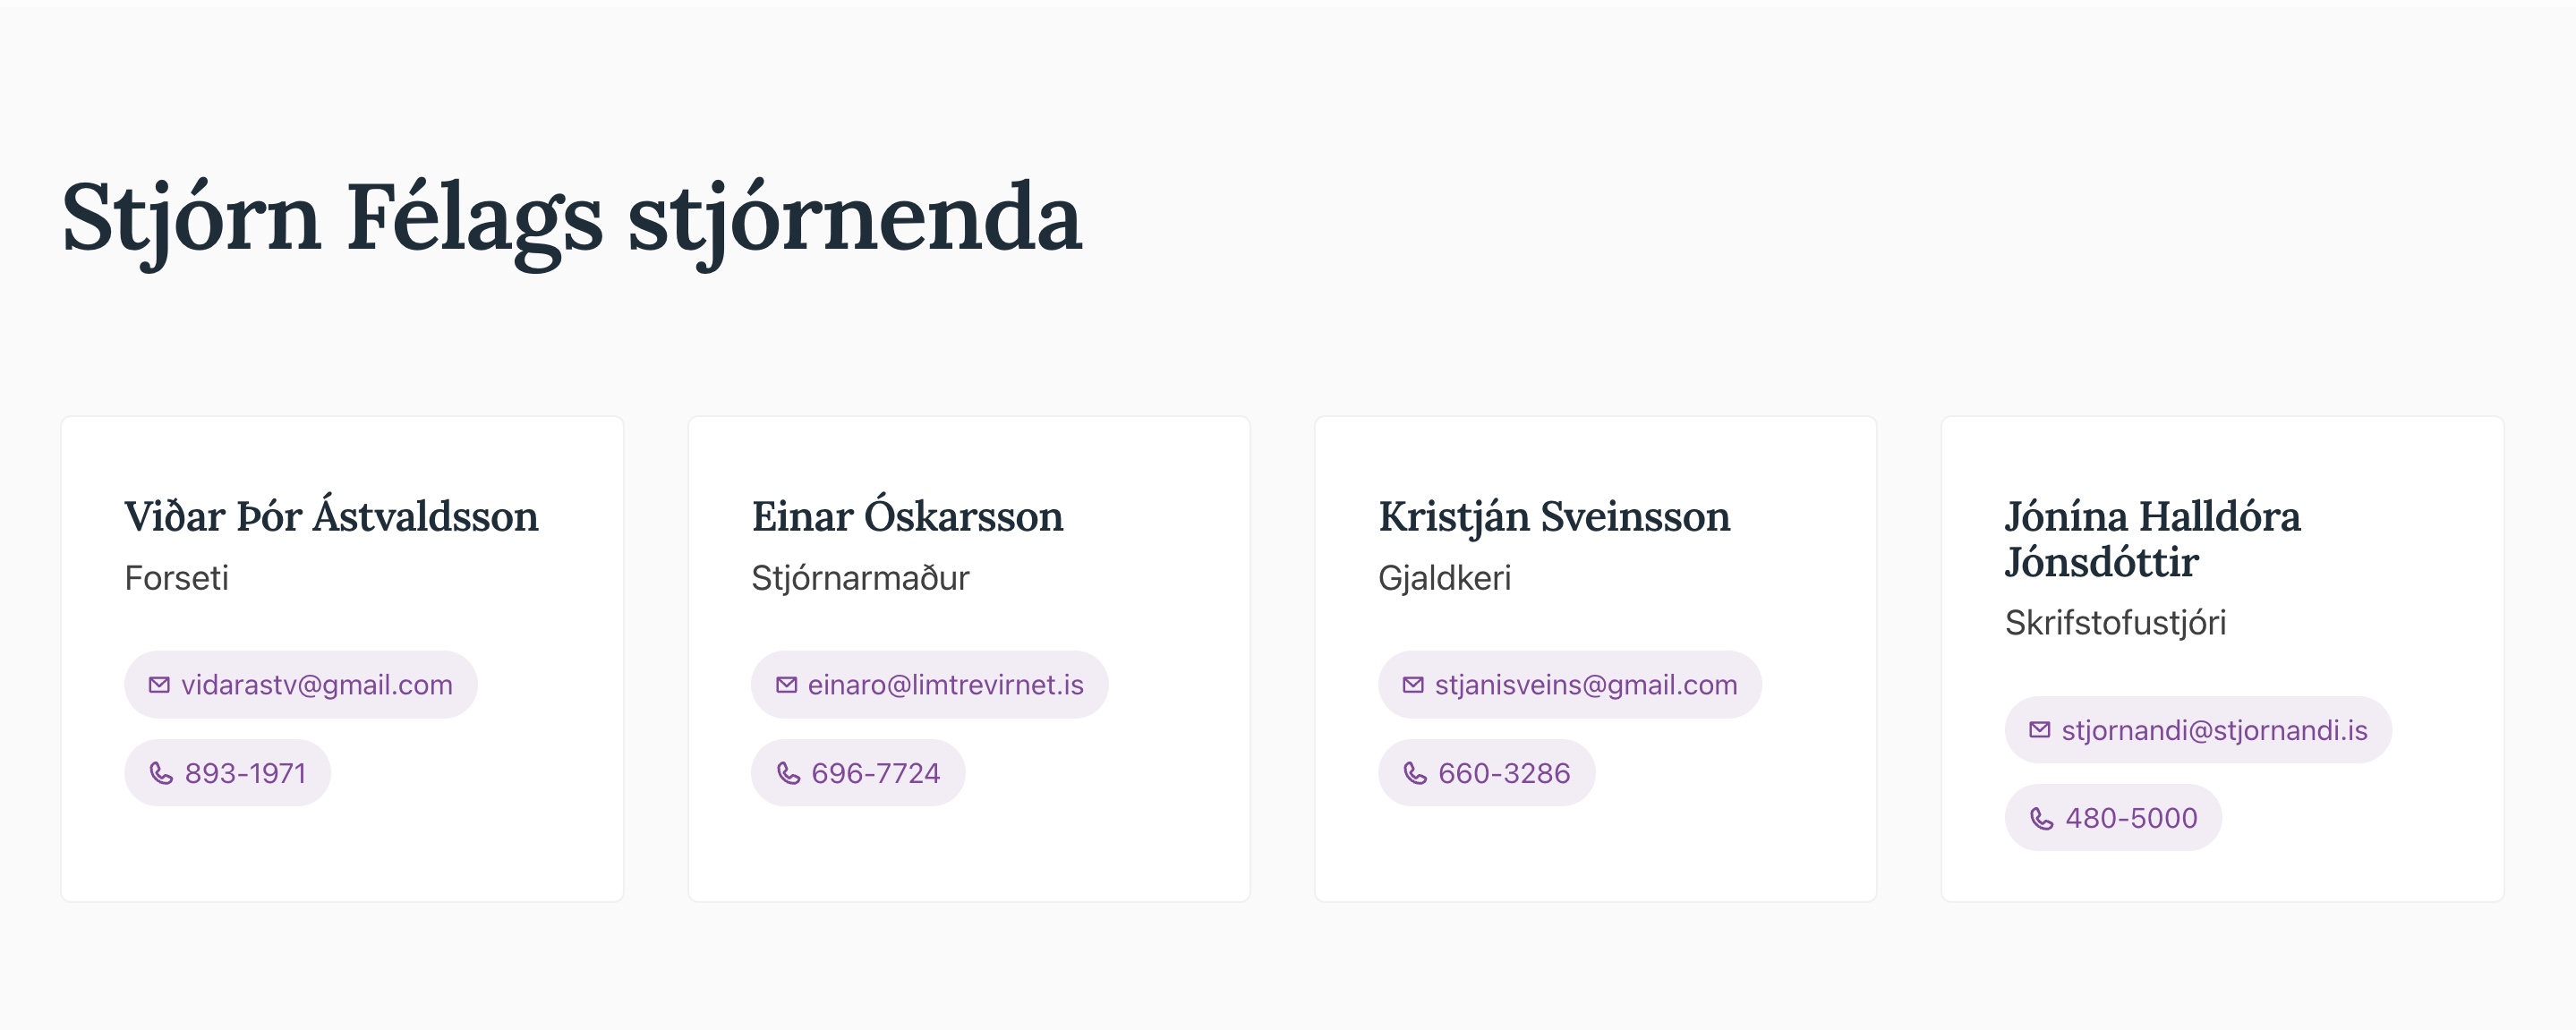 Stjórn Félags stjórnenda
Viðar Þór Ástvaldsson
Forseti
vidarastv@gmail.com
893-1971
Einar Óskarsson
Stjórnarmaður
einaro@limtrevirnet.is
696-7724
Kristján Sveinsson
Gjaldkeri
stjanisveins@gmail.com
660-3286
Jónína Halldóra
Jónsdóttir
Skrifstofustjóri
stjornandi@stjornandi.is
480-5000